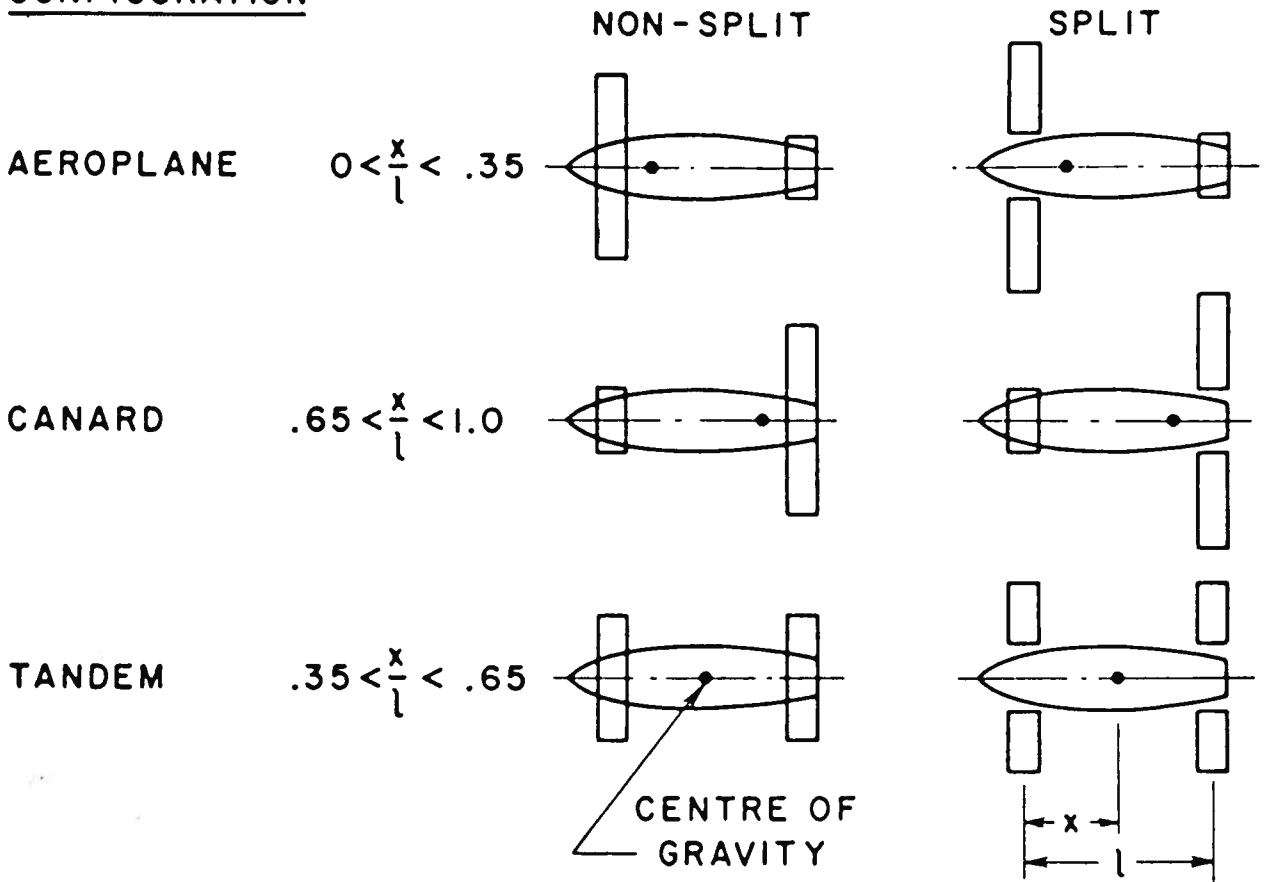 CONFIGURATION
NON-SPLIT SPLIT
AEROPLANE 0 < x/l < .35
CANARD .65 < x/l < 1.0
TANDEM .35 < x/l < .65
CENTRE OF
GRAVITY
x
l